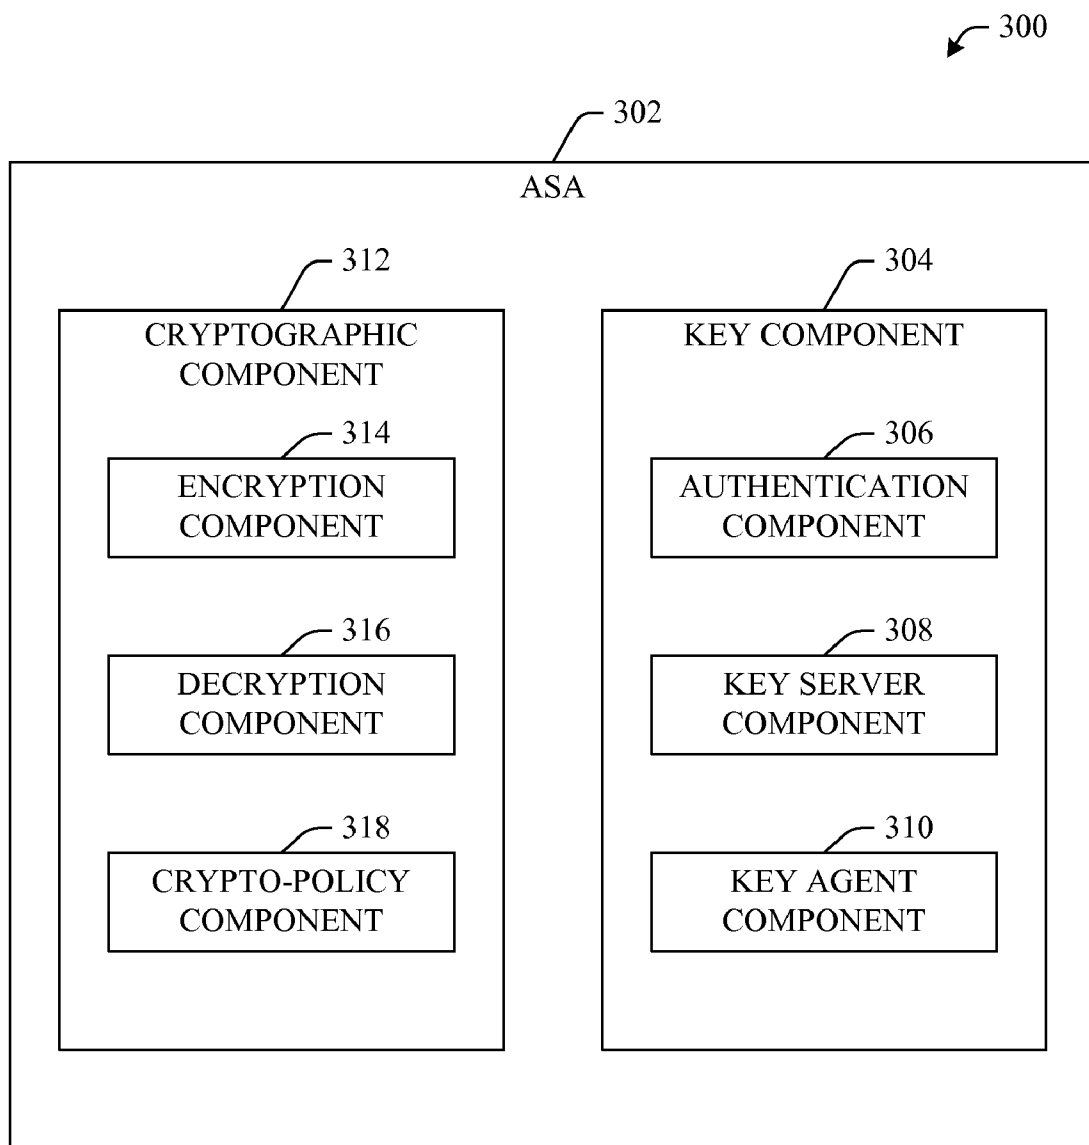 300
302
ASA
312
CRYPTOGRAPHIC
COMPONENT
314
ENCRYPTION
COMPONENT
316
DECRYPTION
COMPONENT
318
CRYPTO-POLICY
COMPONENT
304
KEY COMPONENT
306
AUTHENTICATION
COMPONENT
308
KEY SERVER
COMPONENT
310
KEY AGENT
COMPONENT